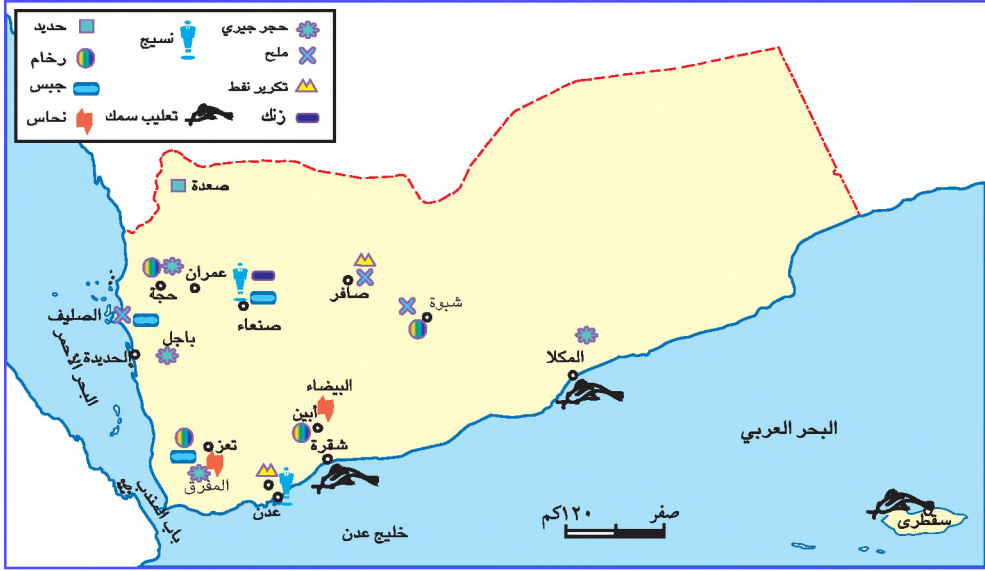 حجر جيري
نسيج
حديد
ملح
رخام
تكرير نفط
جبس
زنك
تعليب سمك
نحاس
صعدة
عمران
حجة
صافر
صنعاء
شبوة
الصليف
باجل
الحديدة
البحر الأحمر
المكلا
البيضاء
أبين
شقرة
تعز
المفرق
عدن
باب المندب
البحر العربي
خليج عدن
صفر ١٢٠كم
سقطرى